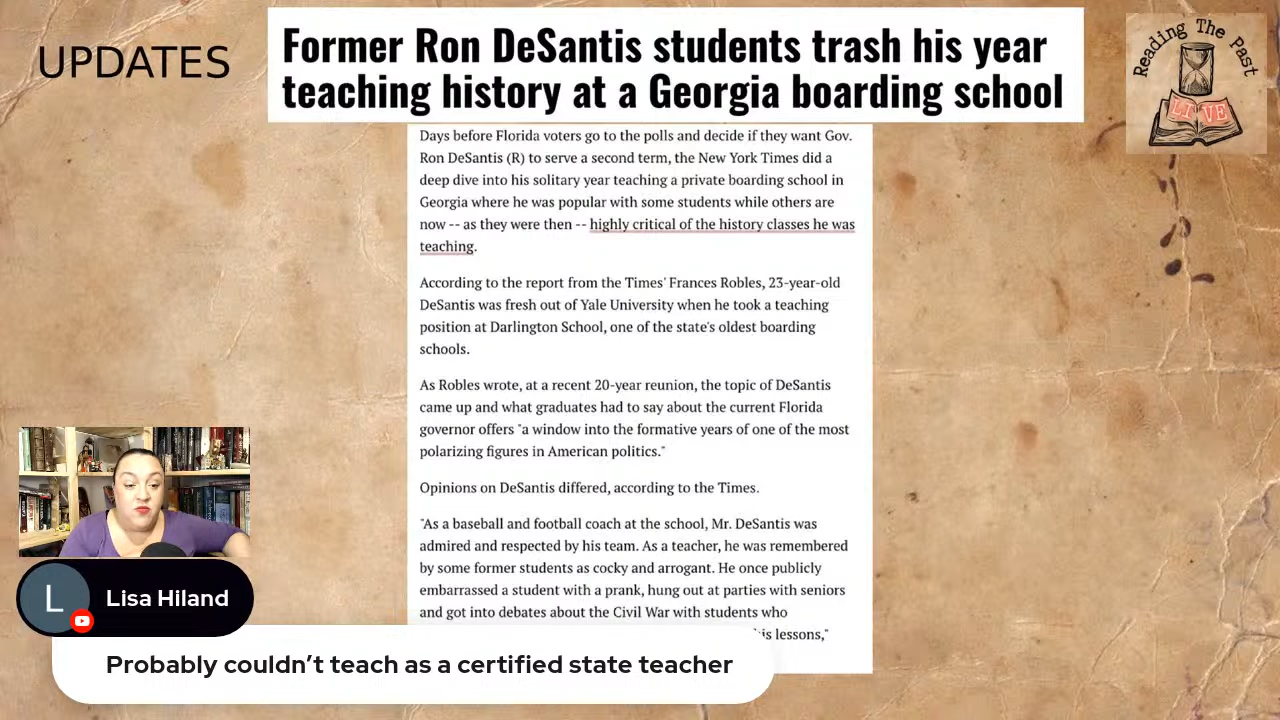 UPDATES
Former Ron DeSantis students trash his year
teaching history at a Georgia boarding school
Reading The Past
LIVE
Days before Florida voters go to the polls and decide if they want Gov.
Ron DeSantis (R) to serve a second term, the New York Times did a
deep dive into his solitary year teaching a private boarding school in
Georgia where he was popular with some students while others are
now -- as they were then -- highly critical of the history classes he was
teaching.
According to the report from the Times' Frances Robles, 23-year-old
DeSantis was fresh out of Yale University when he took a teaching
position at Darlington School, one of the state's oldest boarding
schools.
As Robles wrote, at a recent 20-year reunion, the topic of DeSantis
came up and what graduates had to say about the current Florida
governor offers "a window into the formative years of one of the most
polarizing figures in American politics."
Opinions on DeSantis differed, according to the Times.
"As a baseball and football coach at the school, Mr. DeSantis was
admired and respected by his team. As a teacher, he was remembered
by some former students as cocky and arrogant. He once publicly
embarrassed a student with a prank, hung out at parties with seniors
and got into debates about the Civil War with students who
his lessons,"
L
Lisa Hiland
Probably couldn’t teach as a certified state teacher